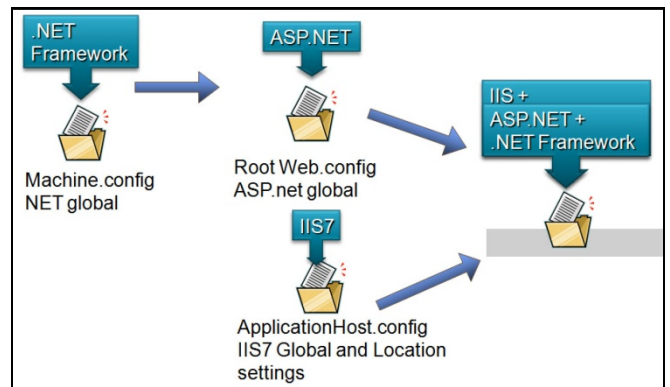 .NET
Framework
Machine.config
NET global
ASP.NET
Root Web.config
ASP.net global
IIS7
ApplicationHost.config
IIS7 Global and Location
settings
IIS +
ASP.NET +
.NET Framework